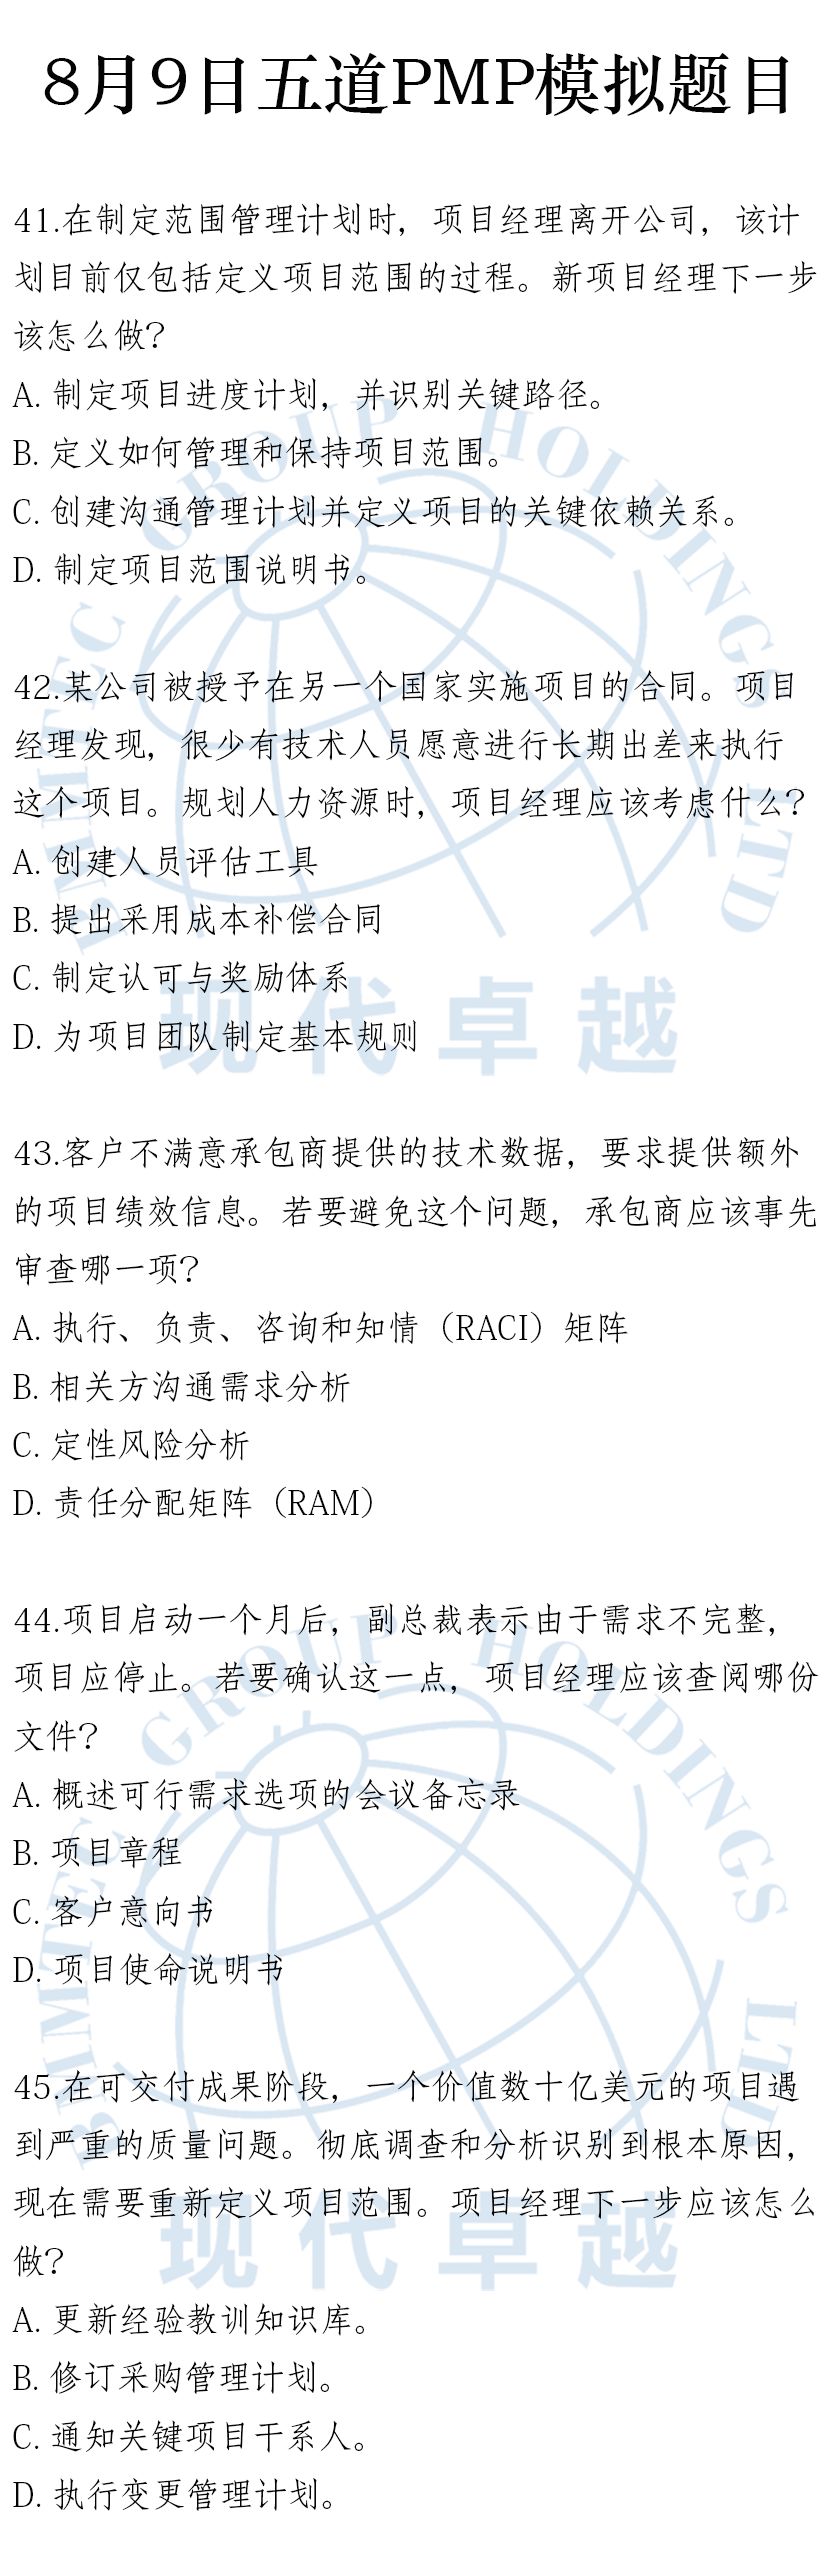 8月9日五道PMP模拟题目
41.在制定范围管理计划时，项目经理离开公司，该计
划目前仅包括定义项目范围的过程。新项目经理下一步
该怎么做？
A. 制定项目进度计划，并识别关键路径。
B. 定义如何管理和保持项目范围。
C. 创建沟通管理计划并定义项目的关键依赖关系。
D. 制定项目范围说明书。
42.某公司被授予在另一个国家实施项目的合同。项目
经理发现，很少有技术人员愿意进行长期出差来执行
这个项目。规划人力资源时，项目经理应该考虑什么？
A. 创建人员评估工具
B. 提出采用成本补偿合同
C. 制定认可与奖励体系
D. 为项目团队制定基本规则
43.客户不满意承包商提供的技术数据，要求提供额外
的项目绩效信息。若要避免这个问题，承包商应该事先
审查哪一项？
A. 执行、负责、咨询和知情（RACI）矩阵
B. 相关方沟通需求分析
C. 定性风险分析
D. 责任分配矩阵（RAM）
44.项目启动一个月后，副总裁表示由于需求不完整，
项目应停止。若要确认这一点，项目经理应该查阅哪份
文件？
A. 概述可行需求选项的会议备忘录
B. 项目章程
C. 客户意向书
D. 项目使命说明书
45.在可交付成果阶段，一个价值数十亿美元的项目遇
到严重的质量问题。彻底调查和分析识别到根本原因，
现在需要重新定义项目范围。项目经理下一步应该怎么
做？
A. 更新经验教训知识库。
B. 修订采购管理计划。
C. 通知关键项目干系人。
D. 执行变更管理计划。
BHMTEC GROUP HOLDINGS LTD
现代卓越
BHMTEC GROUP HOLDINGS LTD
现代卓越